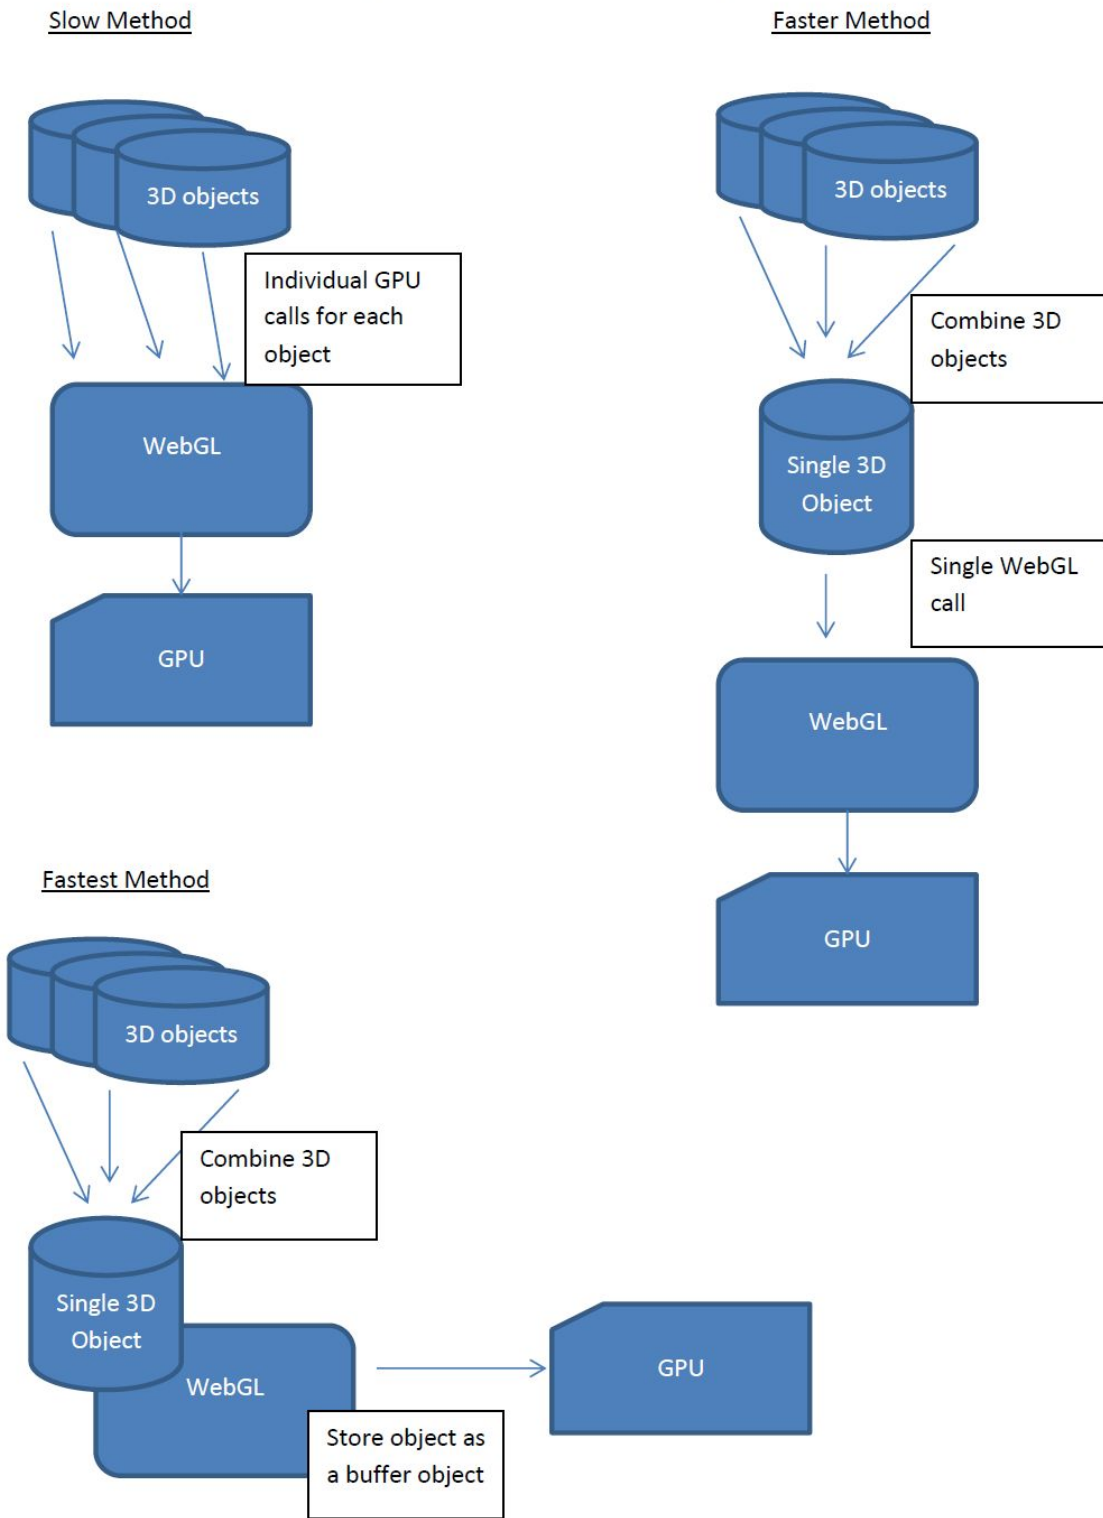 Slow Method
3D objects
Individual GPU
calls for each
object
WebGL
GPU
Faster Method
3D objects
Combine 3D
objects
Single 3D
Object
Single WebGL
call
WebGL
GPU
Fastest Method
3D objects
Combine 3D
objects
Single 3D
Object
WebGL
Store object as
a buffer object
GPU